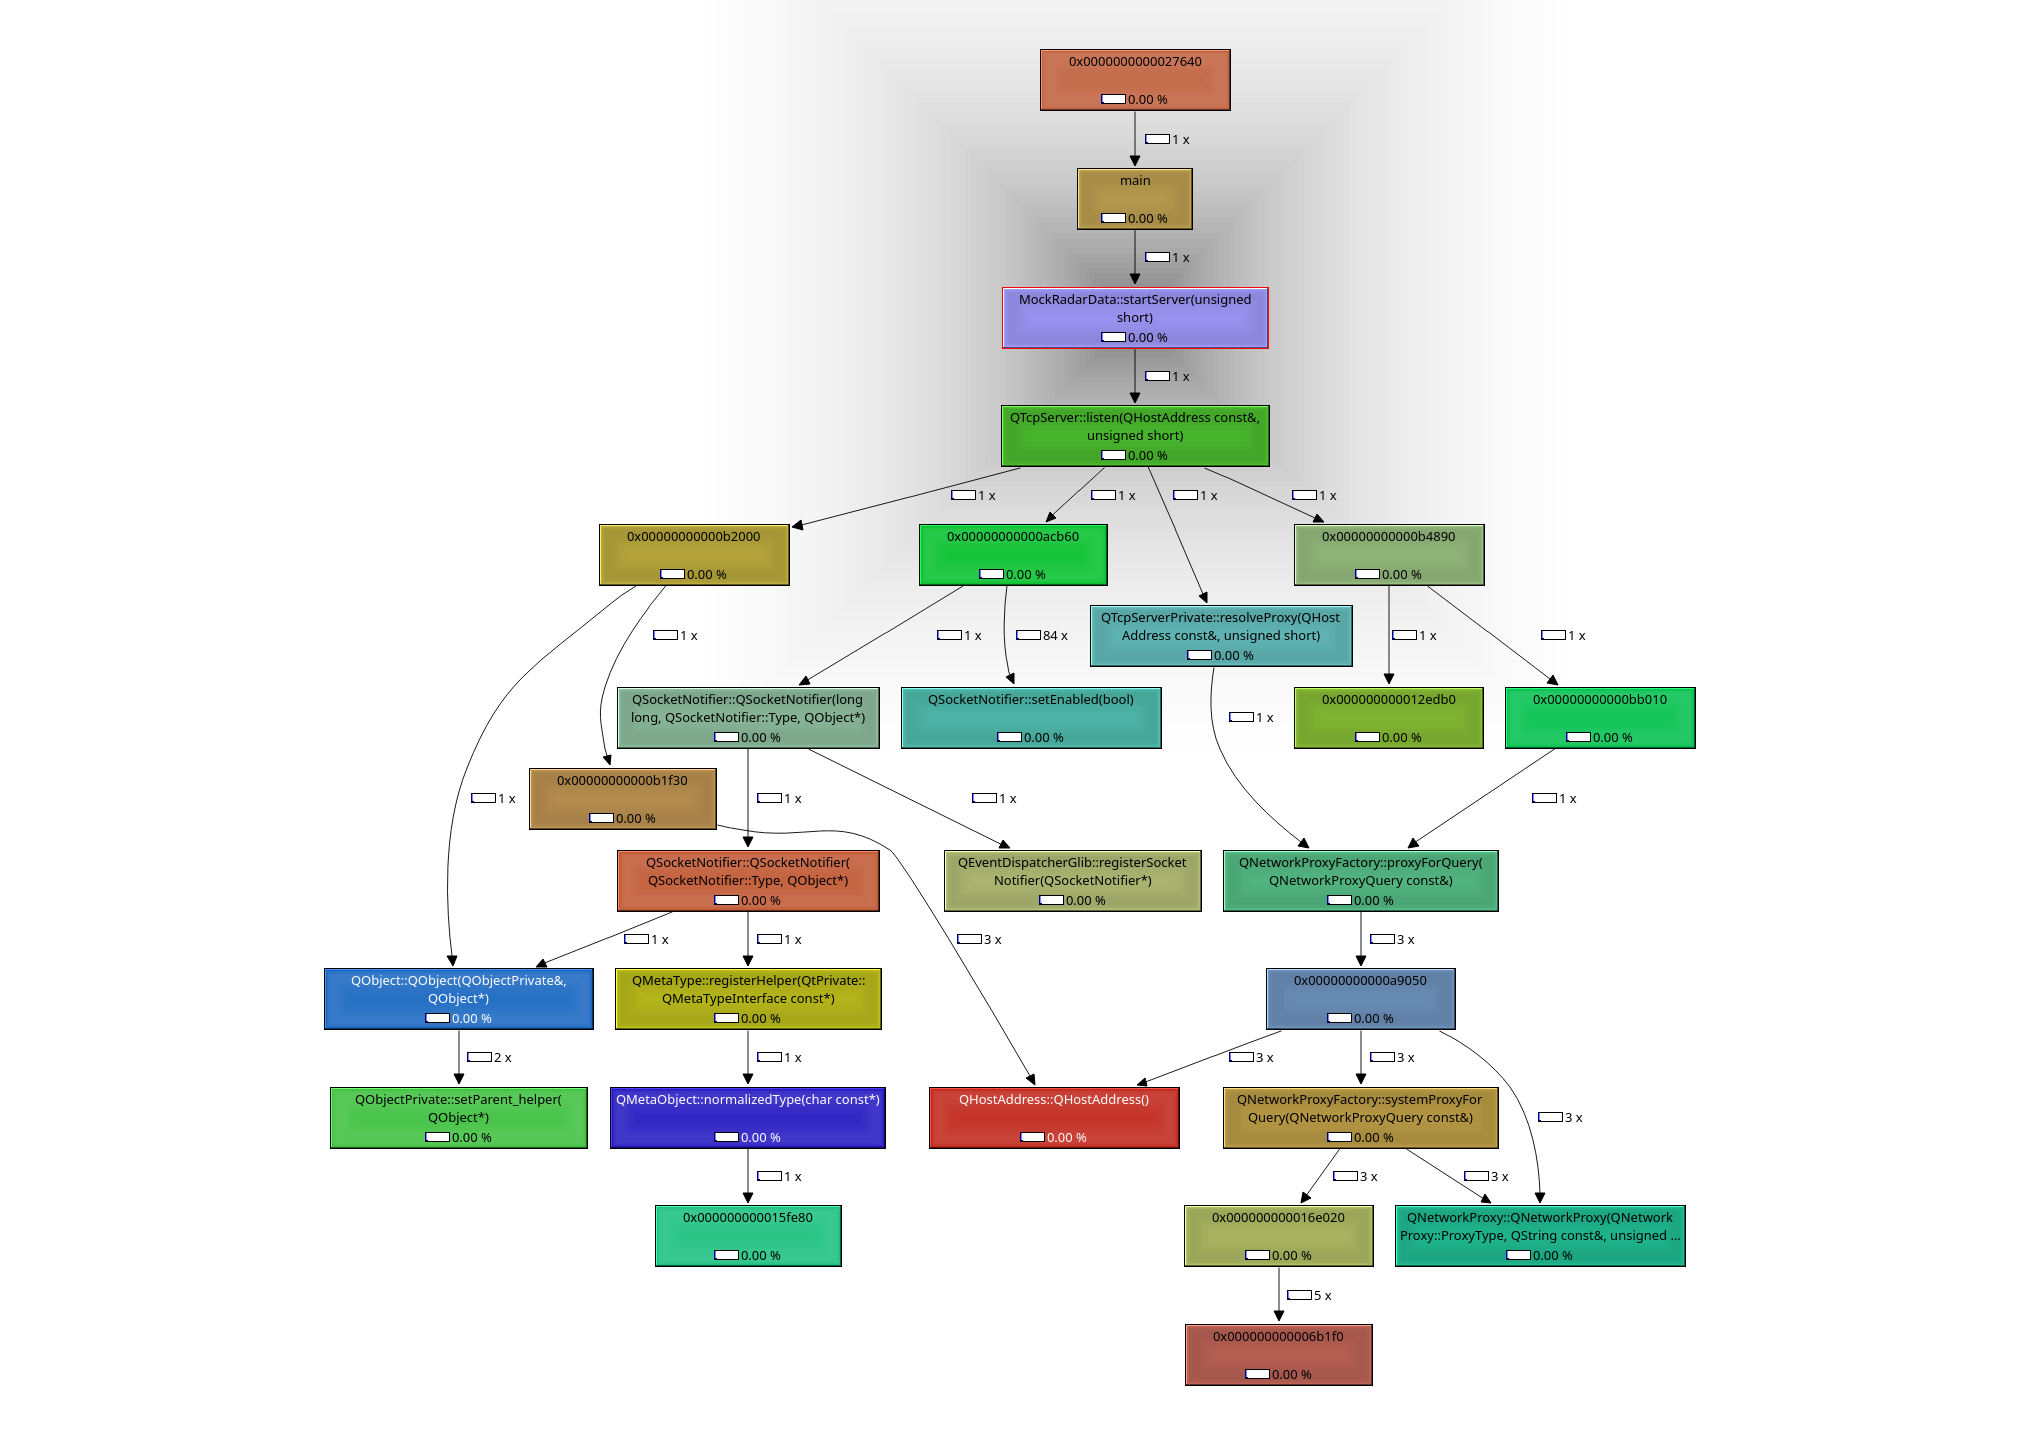 0x0000000000027640
0.00 %
1 x
main
0.00 %
1 x
MockRadarData::startServer(unsigned
short)
0.00 %
1 x
QTcpServer::listen(QHostAddress const&,
unsigned short)
0.00 %
1 x
1 x
1 x
1 x
0x00000000000b2000
0.00 %
0x00000000000acb60
0.00 %
0x00000000000b4890
0.00 %
QTcpServerPrivate::resolveProxy(QHost
Address const&, unsigned short)
0.00 %
1 x
1 x
84 x
1 x
1 x
QSocketNotifier::QSocketNotifier(long
long, QSocketNotifier::Type, QObject*)
0.00 %
QSocketNotifier::setEnabled(bool)
0.00 %
1 x
0x000000000012edb0
0.00 %
0x00000000000bb010
0.00 %
0x00000000000b1f30
0.00 %
1 x
1 x
1 x
1 x
QSocketNotifier::QSocketNotifier(
QSocketNotifier::Type, QObject*)
0.00 %
QEventDispatcherGlib::registerSocket
Notifier(QSocketNotifier*)
0.00 %
QNetworkProxyFactory::proxyForQuery(
QNetworkProxyQuery const&)
0.00 %
1 x
1 x
3 x
3 x
QObject::QObject(QObjectPrivate&,
QObject*)
0.00 %
QMetaType::registerHelper(QtPrivate::
QMetaTypeInterface const*)
0.00 %
0x00000000000a9050
0.00 %
2 x
1 x
3 x
3 x
3 x
QObjectPrivate::setParent_helper(
QObject*)
0.00 %
QMetaObject::normalizedType(char const*)
0.00 %
QHostAddress::QHostAddress()
0.00 %
QNetworkProxyFactory::systemProxyFor
Query(QNetworkProxyQuery const&)
0.00 %
1 x
3 x
3 x
0x000000000015fe80
0.00 %
0x000000000016e020
0.00 %
QNetworkProxy::QNetworkProxy(QNetwork
Proxy::ProxyType, QString const&, unsigned ...
0.00 %
5 x
0x000000000006b1f0
0.00 %